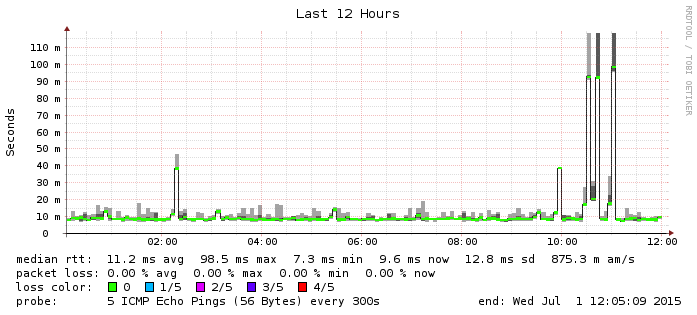 Last 12 Hours
RRDTOOL / TOBI OETIKER
Seconds
110 m
100 m
90 m
80 m
70 m
60 m
50 m
40 m
30 m
20 m
10 m
0
02:00 04:00 06:00 08:00 10:00 12:00
median rtt: 11.2 ms avg 98.5 ms max 7.3 ms min 9.6 ms now 12.8 ms sd 875.3 m am/s
packet loss: 0.00 % avg 0.00 % max 0.00 % min 0.00 % now
loss color: 0 1/5 2/5 3/5 4/5
probe: 5 ICMP Echo Pings (56 Bytes) every 300s end: Wed Jul 1 12:05:09 2015